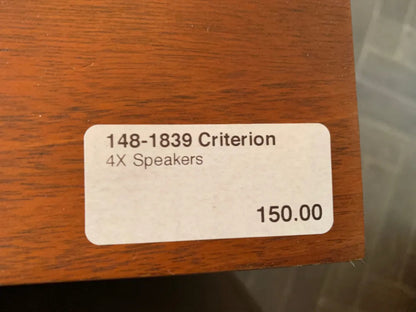 148-1839 Criterion
4X Speakers
150.00